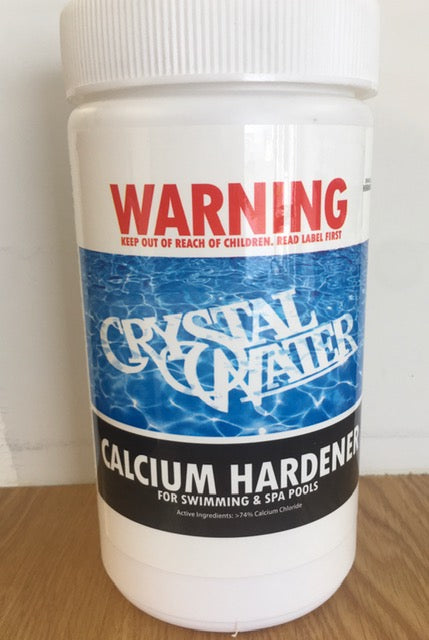 WARNING
KEEP OUT OF REACH OF CHILDREN. READ LABEL FIRST
CRYSTAL
WATER
CALCIUM HARDENER
FOR SWIMMING & SPA POOLS
Active Ingredients: >74% Calcium Chloride